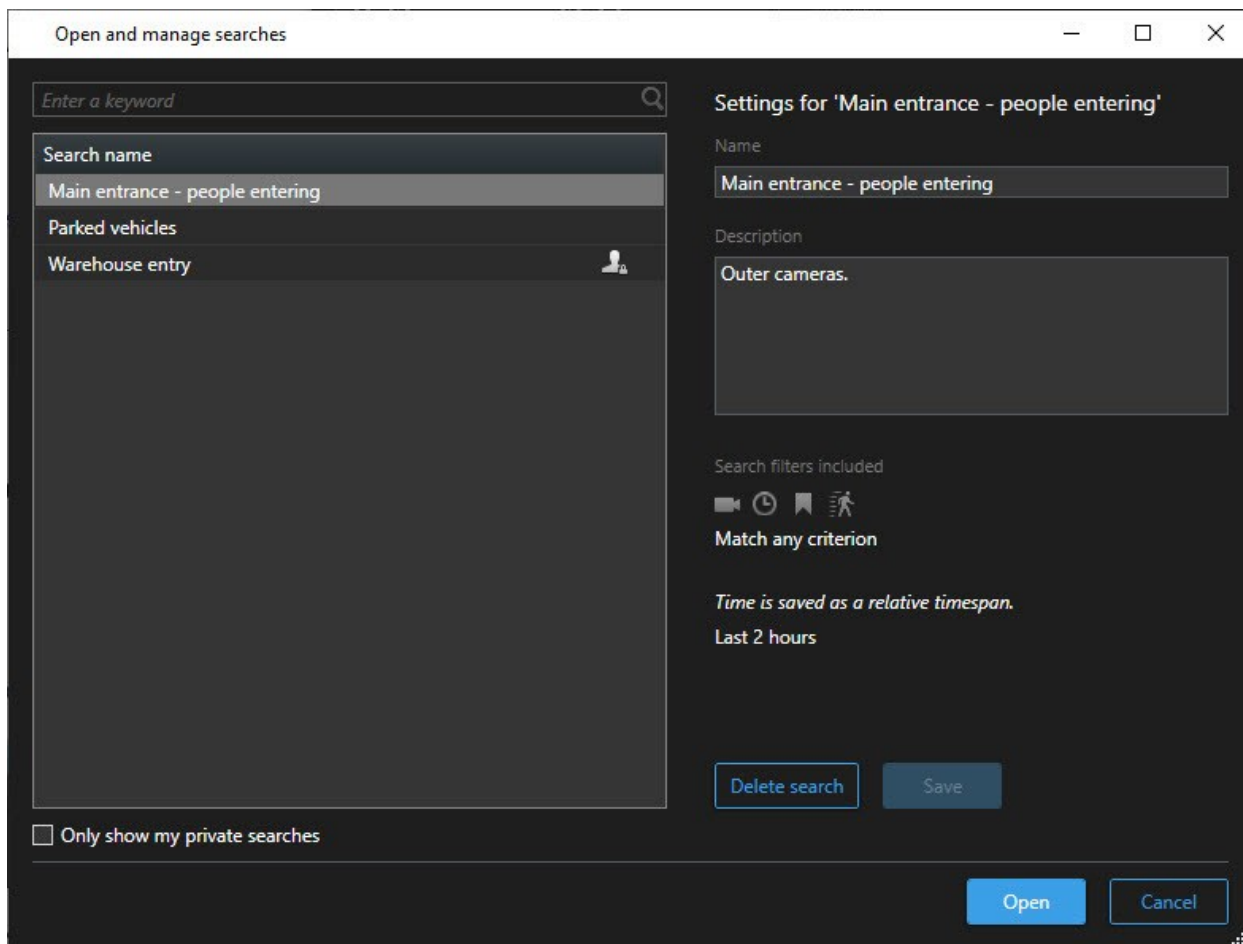 Open and manage searches
Enter a keyword
Search name
Main entrance - people entering
Parked vehicles
Warehouse entry
Only show my private searches
Settings for 'Main entrance - people entering'
Name
Main entrance - people entering
Description
Outer cameras.
Search filters included
Match any criterion
Time is saved as a relative timespan.
Last 2 hours
Delete search
Save
Open
Cancel